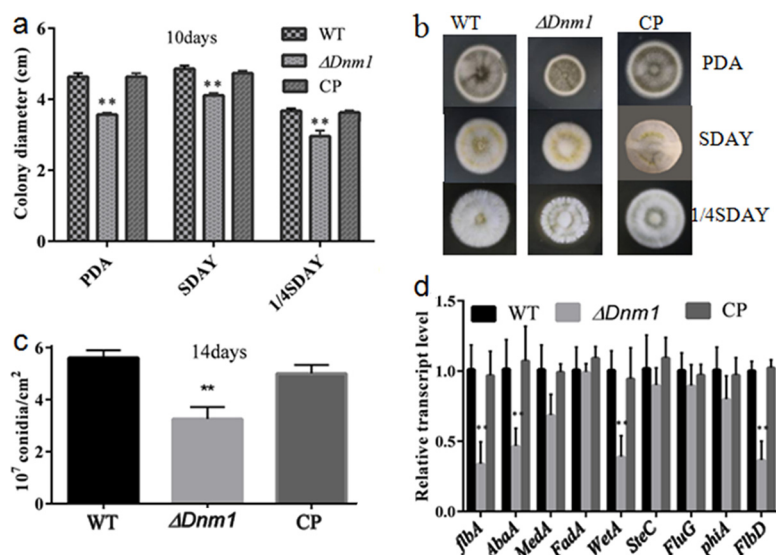 a
10days
WT
ΔDnm1
CP
Colony diameter (cm)
6
4
2
0
**
**
**
PDA
SDAY
1/4SDAY
b
WT
ΔDnm1
CP
PDA
SDAY
1/4SDAY
c
14days
10⁷ conidia/cm²
6
4
2
0
**
WT
ΔDnm1
CP
d
WT
ΔDnm1
CP
Relative transcript level
1.5
1.0
0.5
0.0
**
**
**
**
flbA
AbaA
MedA
FadA
WetA
SteC
FluG
phiA
FlbD